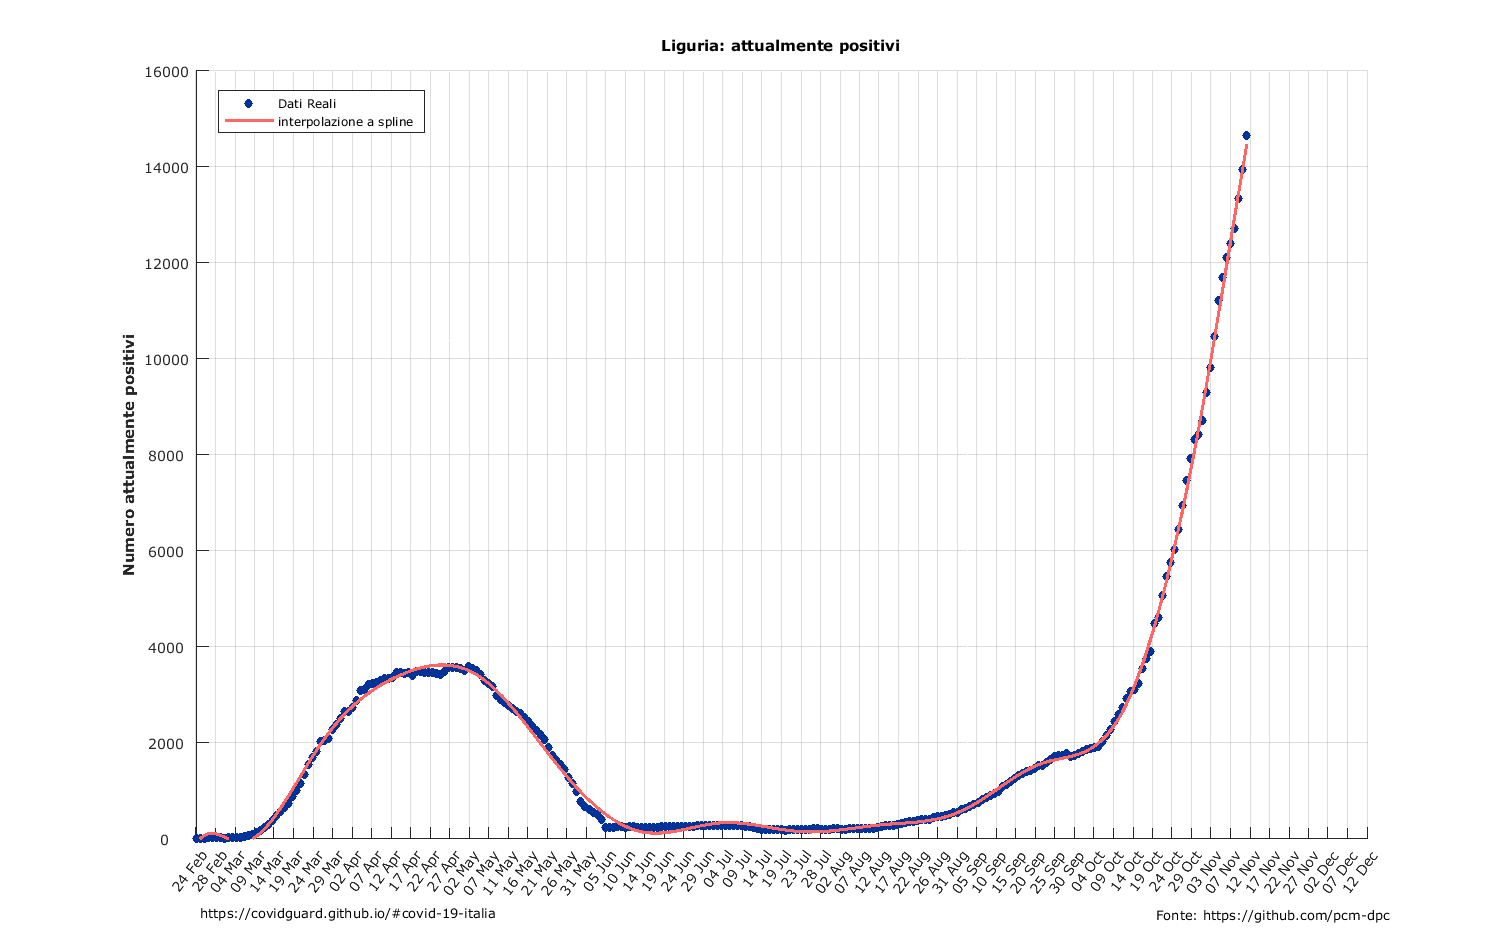 Liguria: attualmente positivi
16000
14000
12000
10000
8000
6000
4000
2000
0
Numero attualmente positivi
Dati Reali
interpolazione a spline
24 Feb
28 Feb
04 Mar
09 Mar
14 Mar
19 Mar
24 Mar
29 Mar
02 Apr
07 Apr
12 Apr
17 Apr
22 Apr
27 Apr
02 May
07 May
11 May
16 May
21 May
26 May
31 May
05 Jun
10 Jun
14 Jun
19 Jun
24 Jun
29 Jun
04 Jul
09 Jul
14 Jul
19 Jul
23 Jul
28 Jul
02 Aug
07 Aug
12 Aug
17 Aug
22 Aug
26 Aug
31 Aug
05 Sep
10 Sep
15 Sep
20 Sep
25 Sep
30 Sep
04 Oct
09 Oct
14 Oct
19 Oct
24 Oct
29 Oct
03 Nov
07 Nov
12 Nov
17 Nov
22 Nov
27 Nov
02 Dec
07 Dec
12 Dec
https://covidguard.github.io/#covid-19-italia
Fonte: https://github.com/pcm-dpc